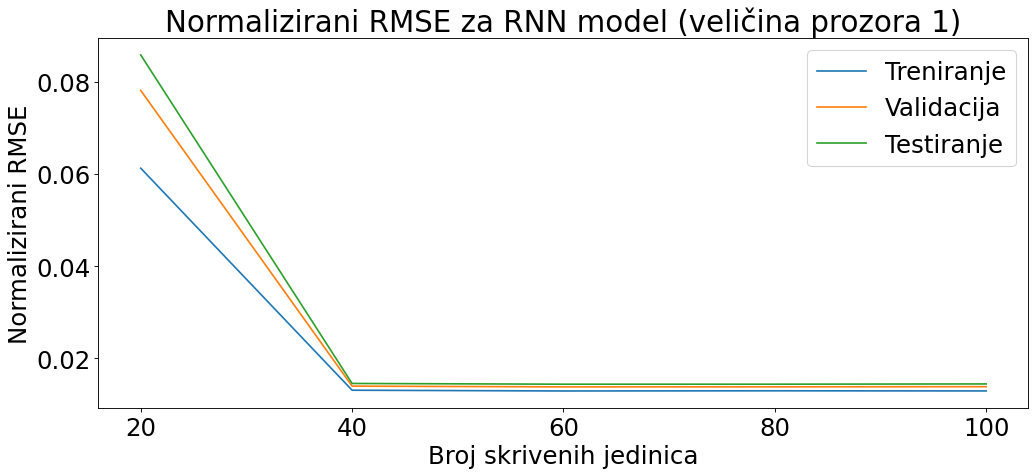 Normalizirani RMSE za RNN model (veličina prozora 1)
Treniranje
Validacija
Testiranje
Normalizirani RMSE
0.08
0.06
0.04
0.02
20 40 60 80 100
Broj skrivenih jedinica